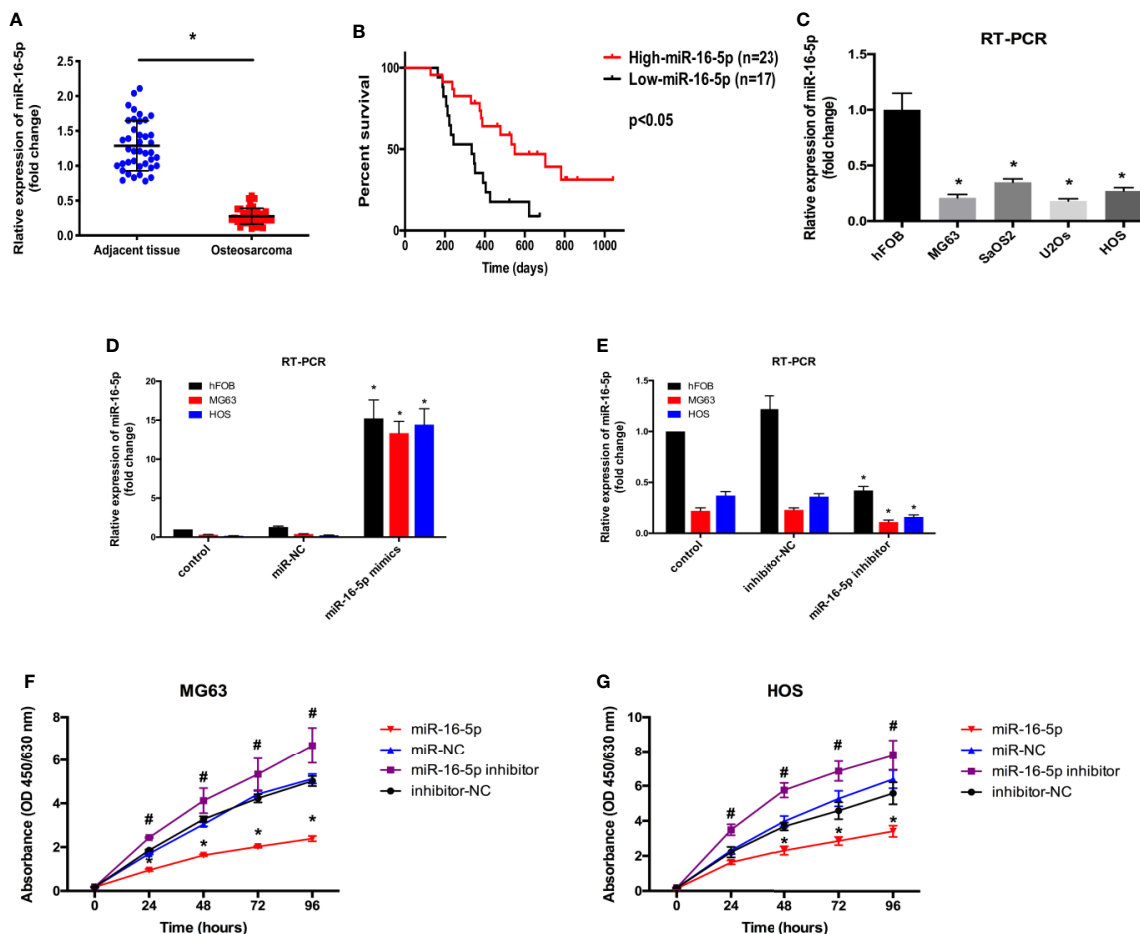 A
*
Rlative expression of miR-16-5p
(fold change)
2.5
2.0
1.5
1.0
0.5
0.0
Adjacent tissue
Osteosarcoma
B
High-miR-16-5p (n=23)
Low-miR-16-5p (n=17)
p<0.05
Percent survival
100
50
0
0 200 400 600 800 1000
Time (days)
C
RT-PCR
Rlative expression of miR-16-5p
(fold change)
1.5
1.0
0.5
0.0
* * * *
hFOB
MG63
SaOS2
U2Os
HOS
D
RT-PCR
Rlative expression of miR-16-5p
(fold change)
20
15
10
5
0
hFOB
MG63
HOS
* * *
control
miR-NC
miR-16-5p mimics
E
RT-PCR
Rlative expression of miR-16-5p
(fold change)
1.5
1.0
0.5
0.0
hFOB
MG63
HOS
* * *
control
inhibitor-NC
miR-16-5p inhibitor
F
MG63
Absorbance (OD 450/630 nm)
8
6
4
2
0
# # # #
* * * *
0 24 48 72 96
Time (hours)
miR-16-5p
miR-NC
miR-16-5p inhibitor
inhibitor-NC
G
HOS
Absorbance (OD 450/630 nm)
10
8
6
4
2
0
# # # #
* * *
0 24 48 72 96
Time (hours)
miR-16-5p
miR-NC
miR-16-5p inhibitor
inhibitor-NC